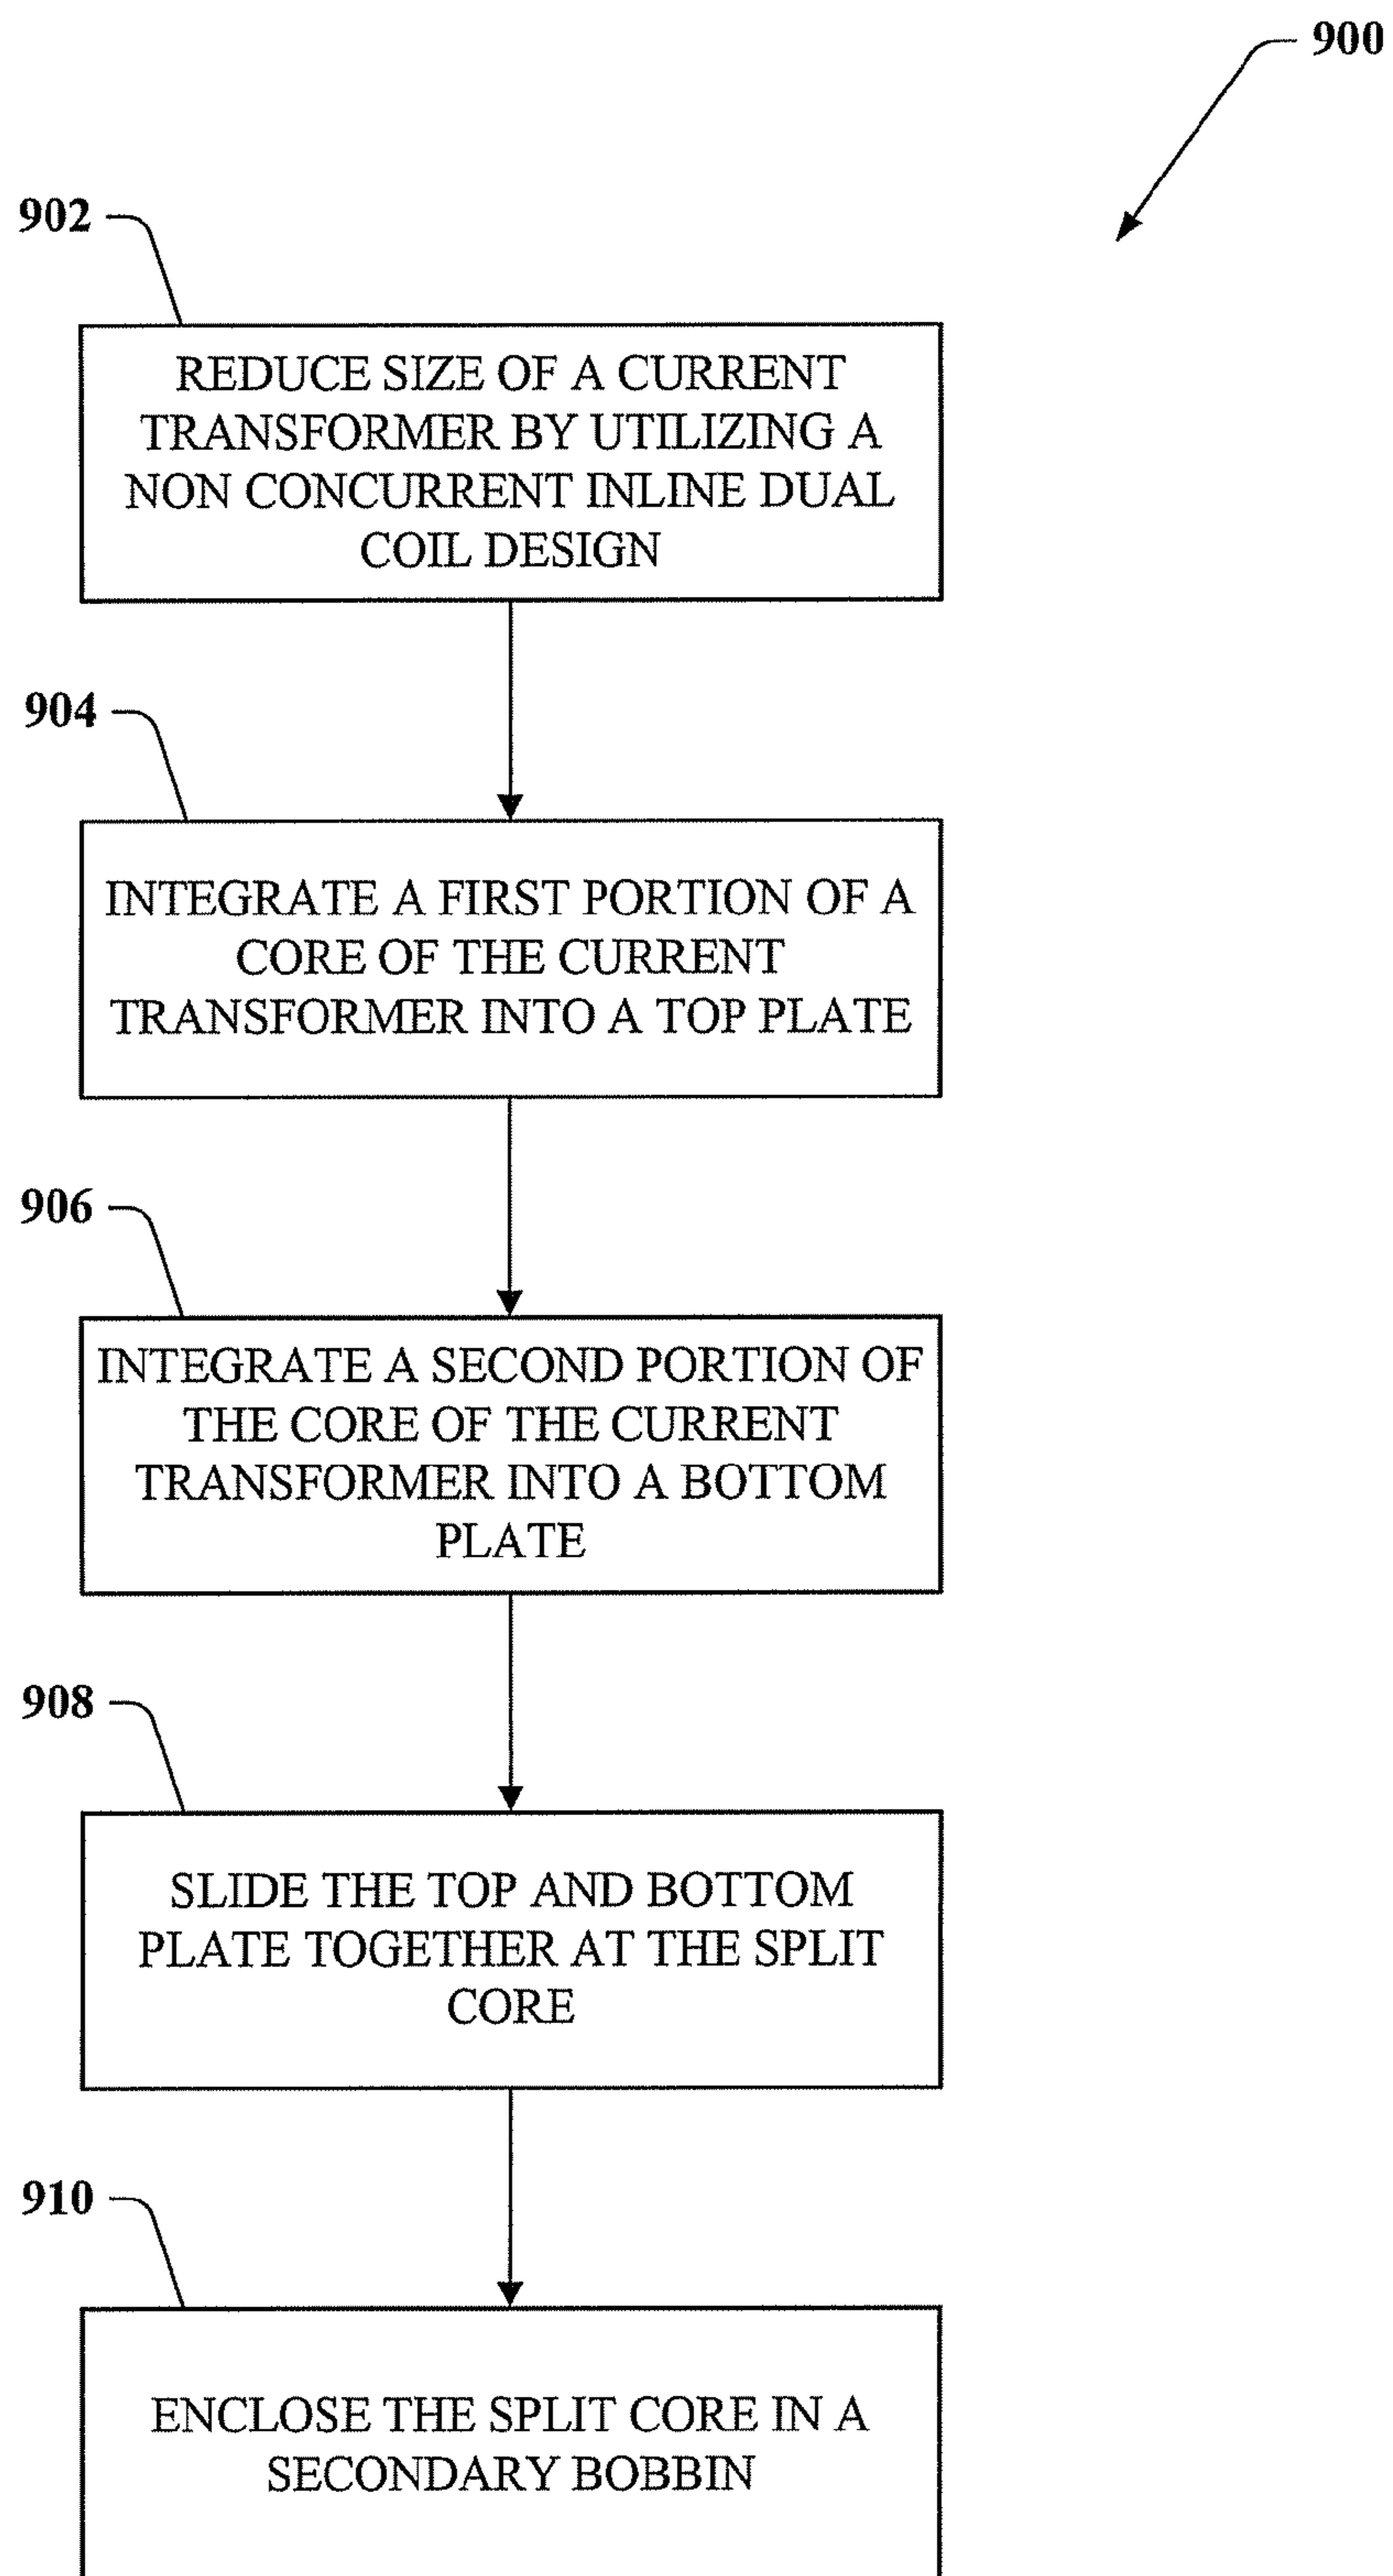 900
902
REDUCE SIZE OF A CURRENT
TRANSFORMER BY UTILIZING A
NON CONCURRENT INLINE DUAL
COIL DESIGN
904
INTEGRATE A FIRST PORTION OF A
CORE OF THE CURRENT
TRANSFORMER INTO A TOP PLATE
906
INTEGRATE A SECOND PORTION OF
THE CORE OF THE CURRENT
TRANSFORMER INTO A BOTTOM
PLATE
908
SLIDE THE TOP AND BOTTOM
PLATE TOGETHER AT THE SPLIT
CORE
910
ENCLOSE THE SPLIT CORE IN A
SECONDARY BOBBIN